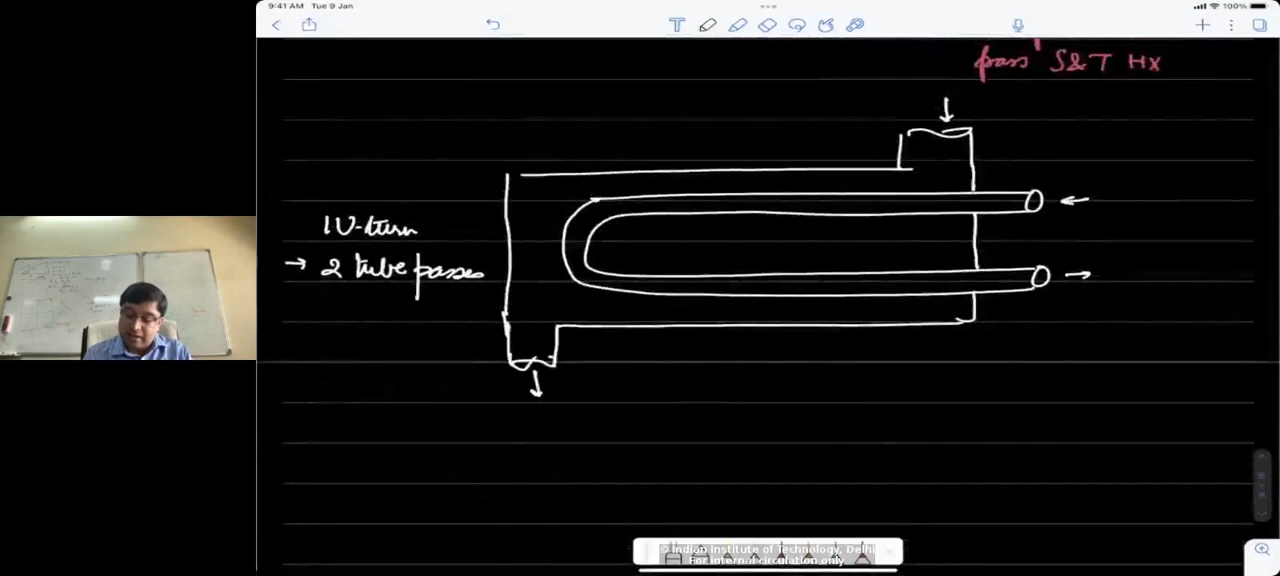 9:41 AM Tue 9 Jan
100%
pass S&T HX
1U-turn
→ 2 tube passes
© Indian Institute of Technology, Delhi
For internal circulation only